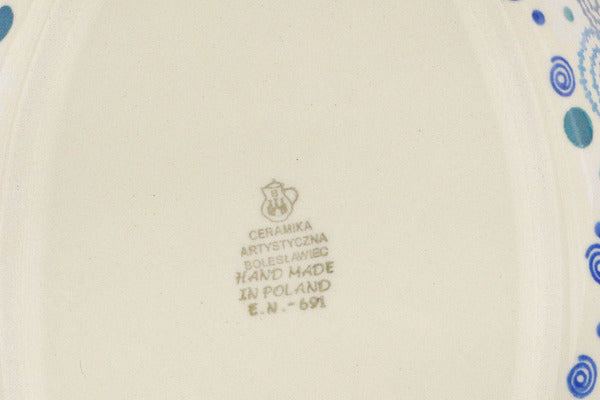 CERAMIKA
ARTYSTYCZNA
BOLESŁAWIEC
HAND MADE
IN POLAND
E.N.-691